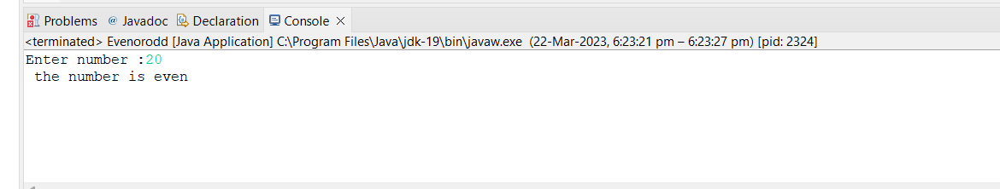 Problems @ Javadoc Declaration Console ×
<terminated> Evenorodd [Java Application] C:\Program Files\Java\jdk-19\bin\javaw.exe (22-Mar-2023, 6:23:21 pm – 6:23:27 pm) [pid: 2324]
Enter number :20
 the number is even